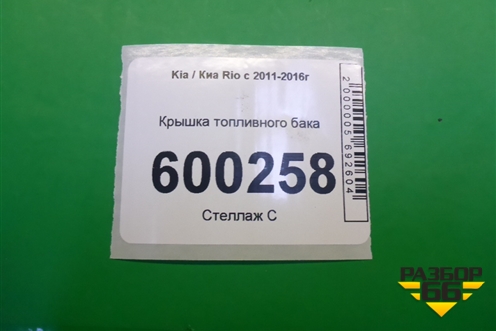 Kia / Киа Rio с 2011-2016г
Крышка топливного бака
600258
Стеллаж С
2000005692604
РАЗБОР
66